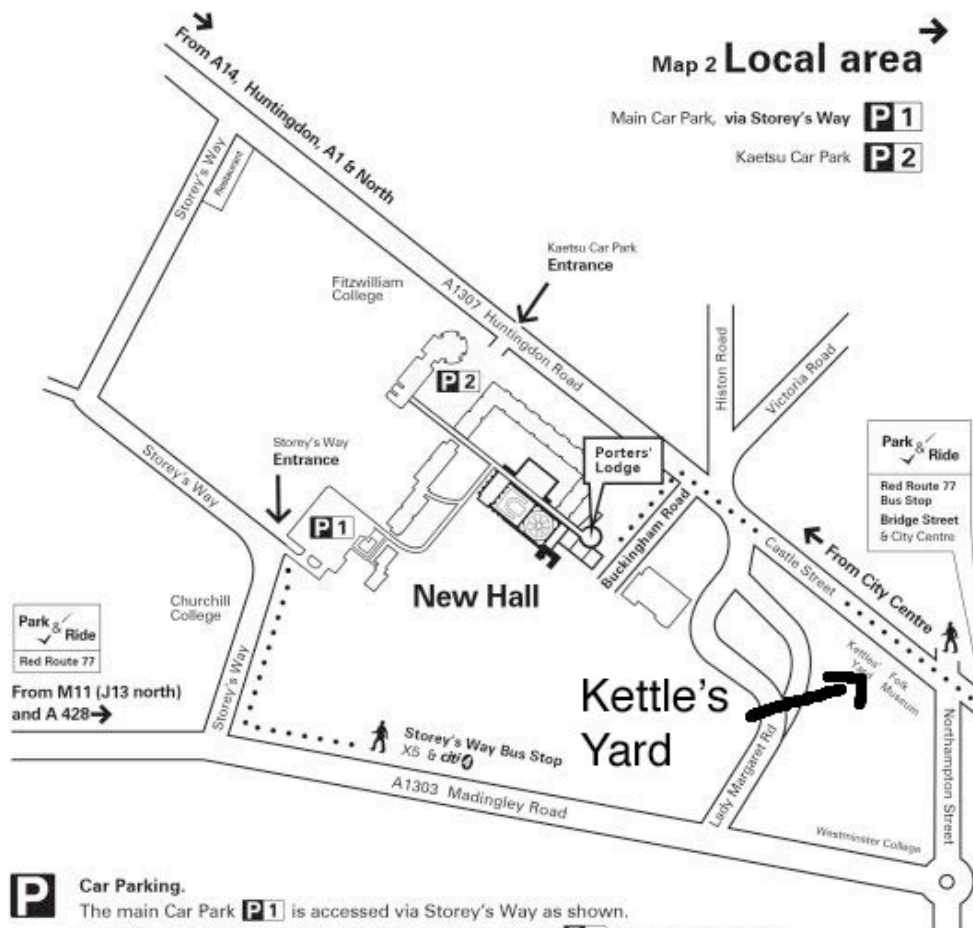 Map 2 Local area
Main Car Park, via Storey's Way P 1
Kaetsu Car Park P 2
From A14, Huntingdon, A1 & North
Storey's Way
Restaurant
Kaetsu Car Park
Entrance
Fitzwilliam
College
A1307 Huntingdon Road
Histon Road
Victoria Road
P 2
Storey's Way
Storey's Way
Entrance
Porters'
Lodge
Park & Ride
Red Route 77
Bus Stop
Bridge Street
& City Centre
P 1
Buckingham Road
Castle Street
From City Centre
New Hall
Churchill
College
Park & Ride
Red Route 77
From M11 (J13 north)
and A 428
Storey's Way
Kettles'
Yard
Folk
Museum
Kettle's
Yard
Storey's Way Bus Stop
X5 & citi 4
Lady Margaret Rd
Northampton Street
A1303 Madingley Road
Westminster College
P
Car Parking.
The main Car Park P 1 is accessed via Storey's Way as shown.